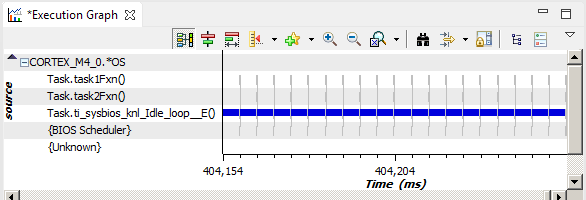 *Execution Graph
CORTEX_M4_0.*OS
Task.task1Fxn()
Task.task2Fxn()
Task.ti_sysbios_knl_Idle_loop__E()
{BIOS Scheduler}
{Unknown}
source
404,154 404,204
Time (ms)